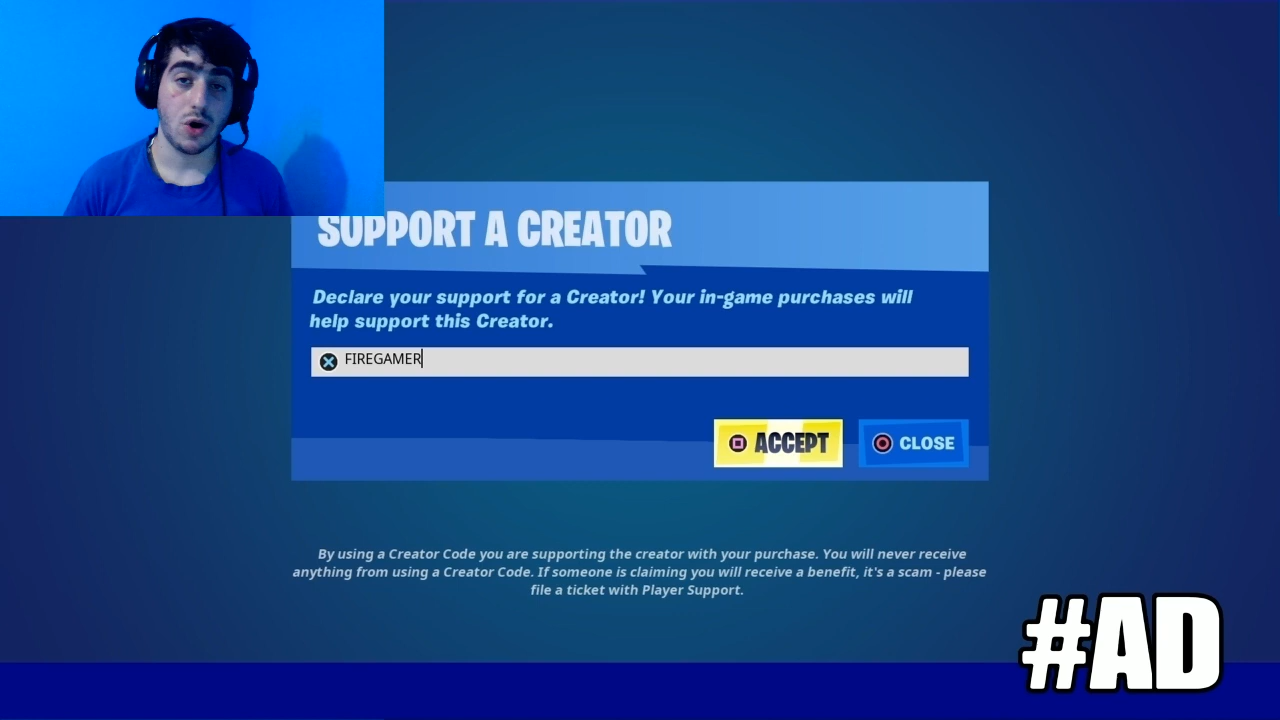 SUPPORT A CREATOR
Declare your support for a Creator! Your in-game purchases will
help support this Creator.
FIREGAMER
ACCEPT
CLOSE
By using a Creator Code you are supporting the creator with your purchase. You will never receive
anything from using a Creator Code. If someone is claiming you will receive a benefit, it's a scam - please
file a ticket with Player Support.
#AD